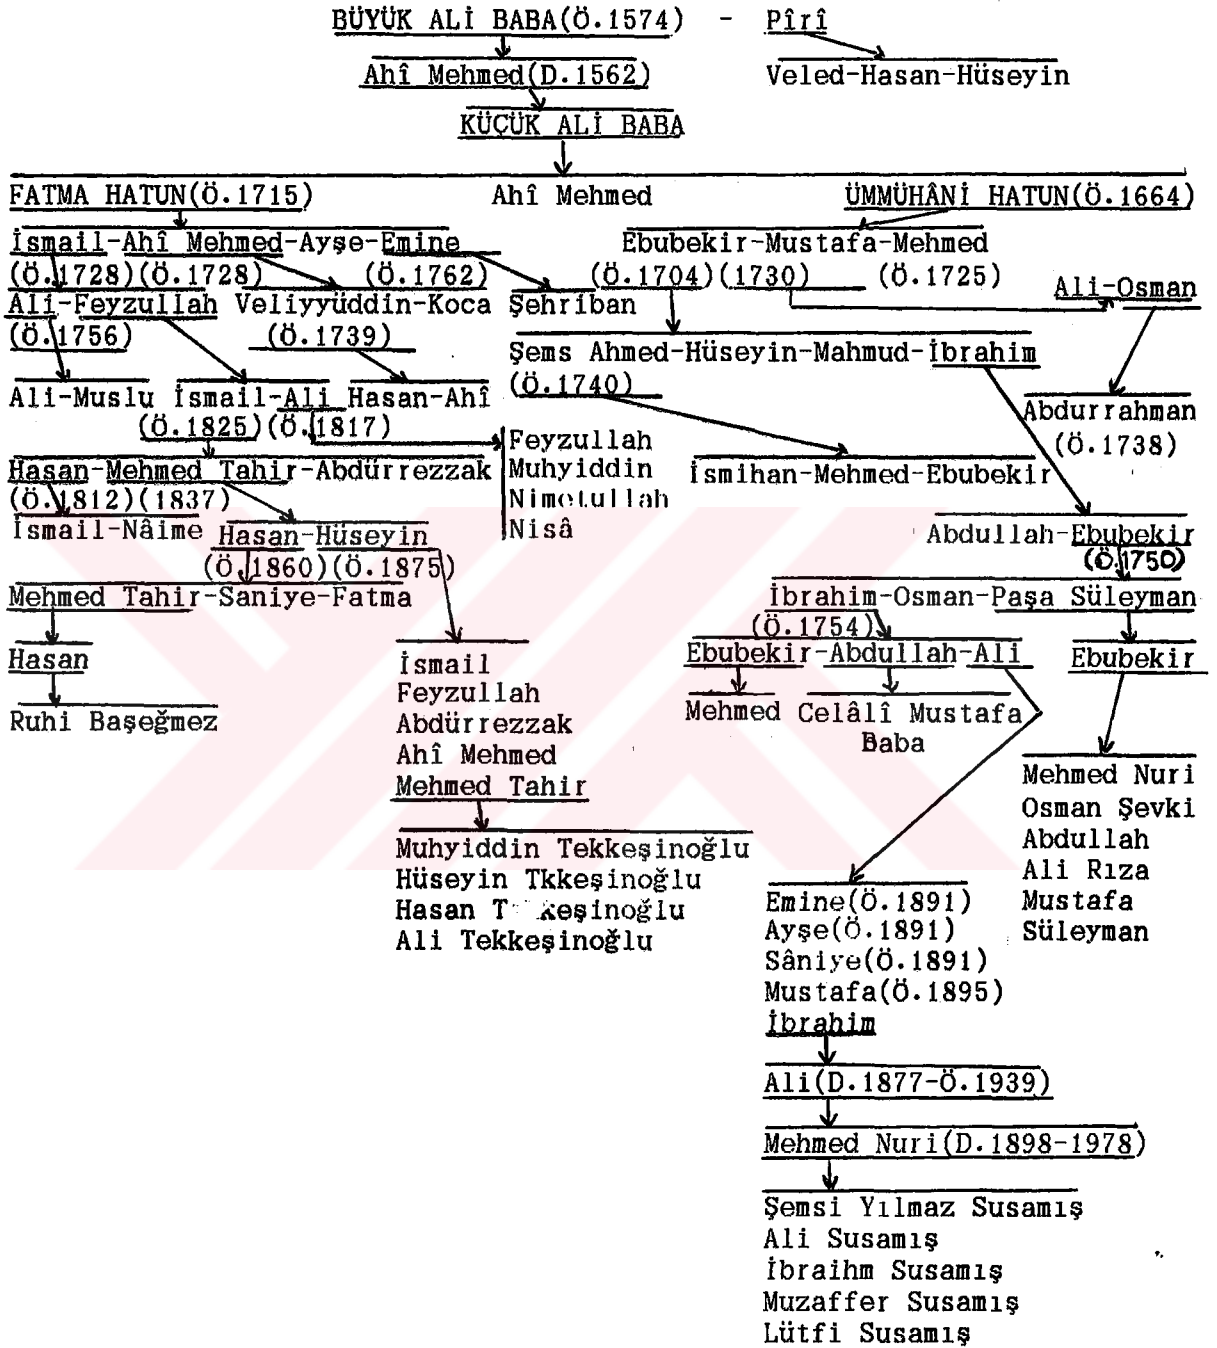 BÜYÜK ALİ BABA(Ö.1574) - Pîrî
Ahî Mehmed(D.1562) Veled-Hasan-Hüseyin
KÜÇÜK ALİ BABA
FATMA HATUN(Ö.1715) Ahî Mehmed ÜMMÜHÂNİ HATUN(Ö.1664)
İsmail-Ahî Mehmed-Ayşe-Emine Ebubekir-Mustafa-Mehmed
(Ö.1728)(Ö.1728) (Ö.1762) (Ö.1704)(1730) (Ö.1725)
Ali-Osman
Ali-Feyzullah Veliyyüddin-Koca Şehriban
(Ö.1756) (Ö.1739)
Şems Ahmed-Hüseyin-Mahmud-İbrahim
(Ö.1740)
Ali-Muslu İsmail-Ali Hasan-Ahî
Abdurrahman
(Ö.1825)(Ö.1817)
(Ö.1738)
Feyzullah
Hasan-Mehmed Tahir-Abdürrezzak Muhyiddin İsmihan-Mehmed-Ebubekir
(Ö.1812)(1837) Nimetullah
İsmail-Nâime Hasan-Hüseyin Nisâ Abdullah-Ebubekir
(Ö.1860)(Ö.1875) (Ö.1750)
Mehmed Tahir-Saniye-Fatma İbrahim-Osman-Paşa Süleyman
(Ö.1754)
Hasan İsmail Ebubekir-Abdullah-Ali Ebubekir
Feyzullah
Ruhi Başeğmez Abdürrezzak Mehmed Celâlî Mustafa
Baba
Ahî Mehmed
Mehmed Tahir Mehmed Nuri
Osman Şevki
Muhyiddin Tekkeşinoğlu Abdullah
Hüseyin Tkkeşinoğlu Ali Rıza
Hasan T keşinoğlu Emine(Ö.1891) Mustafa
Ali Tekkeşinoğlu Ayşe(Ö.1891) Süleyman
Sâniye(Ö.1891)
Mustafa(Ö.1895)
İbrahim
Ali(D.1877-Ö.1939)
Mehmed Nuri(D.1898-1978)
Şemsi Yılmaz Susamış
Ali Susamış
İbraihm Susamış
Muzaffer Susamış
Lütfi Susamış